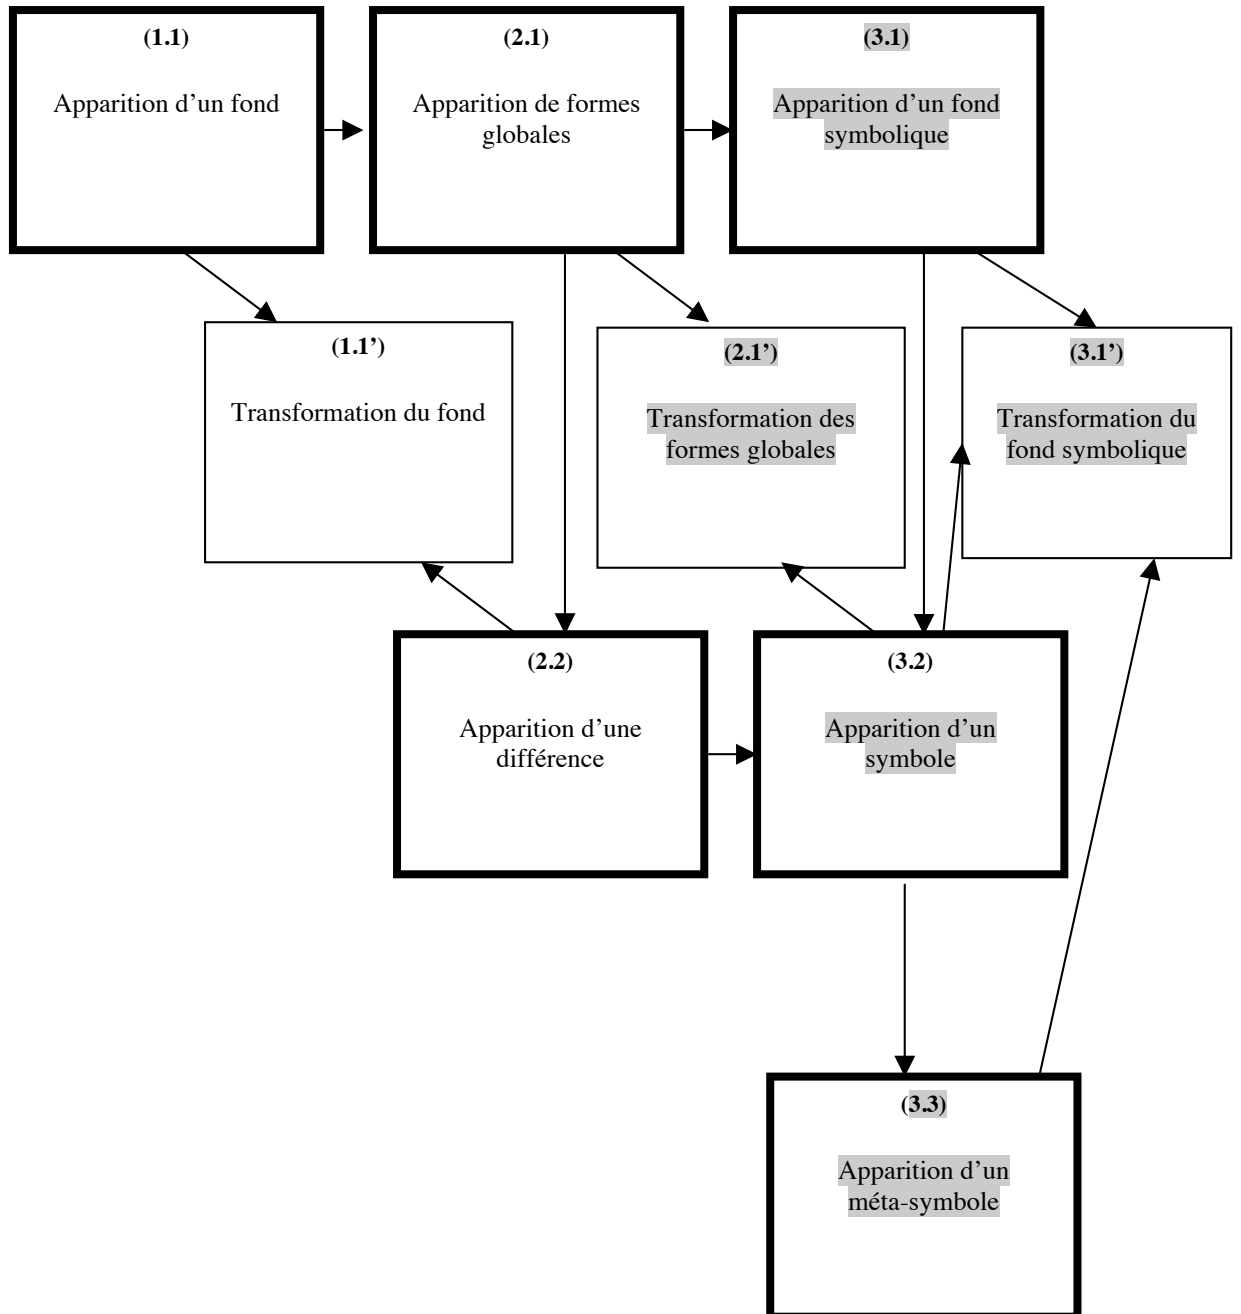 (1.1)
Apparition d’un fond
(2.1)
Apparition de formes
globales
(3.1)
Apparition d’un fond
symbolique
(1.1’)
Transformation du fond
(2.1’)
Transformation des
formes globales
(3.1’)
Transformation du
fond symbolique
(2.2)
Apparition d’une
différence
(3.2)
Apparition d’un
symbole
(3.3)
Apparition d’un
méta-symbole